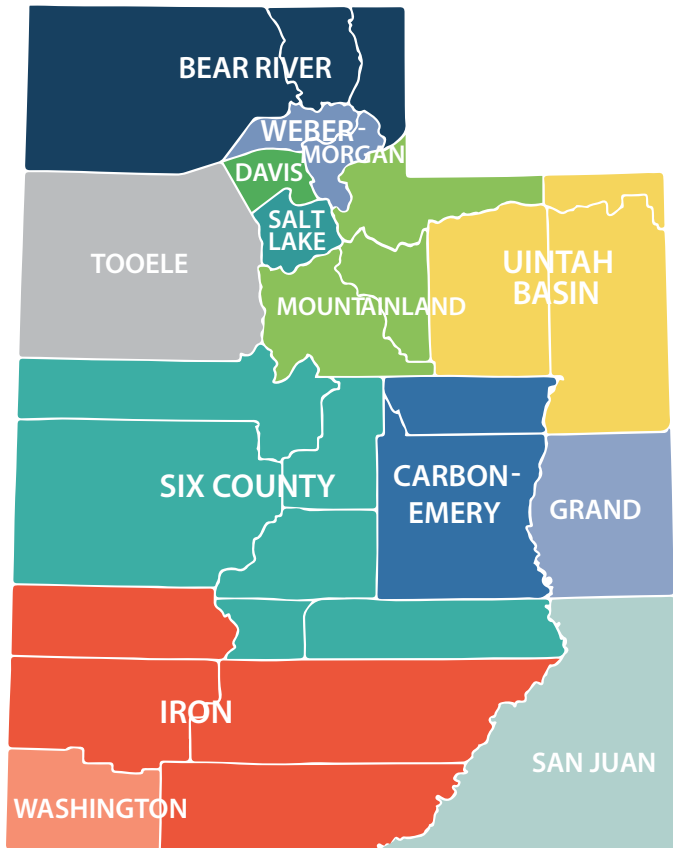 BEAR RIVER
WEBER-
MORGAN
DAVIS
SALT
LAKE
TOOELE
UINTAH
BASIN
MOUNTAINLAND
SIX COUNTY
CARBON-
EMERY
GRAND
IRON
SAN JUAN
WASHINGTON